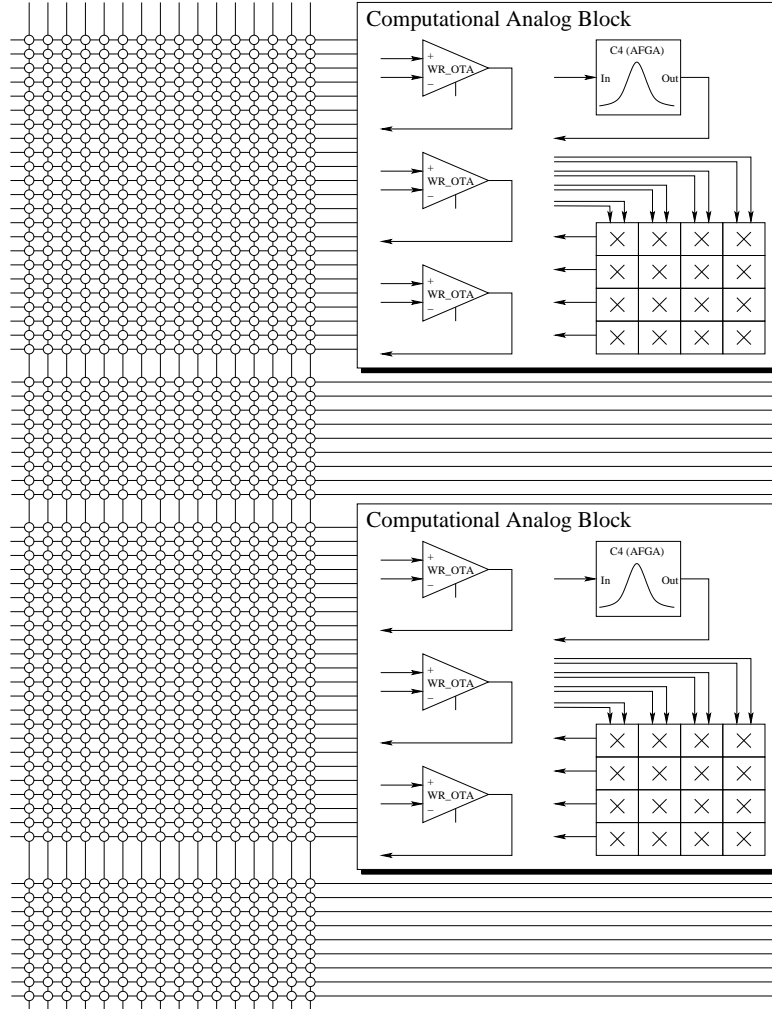 Computational Analog Block
+
WR_OTA
−
C4 (AFGA)
In Out
+
WR_OTA
−
+
WR_OTA
−
Computational Analog Block
+
WR_OTA
−
C4 (AFGA)
In Out
+
WR_OTA
−
+
WR_OTA
−